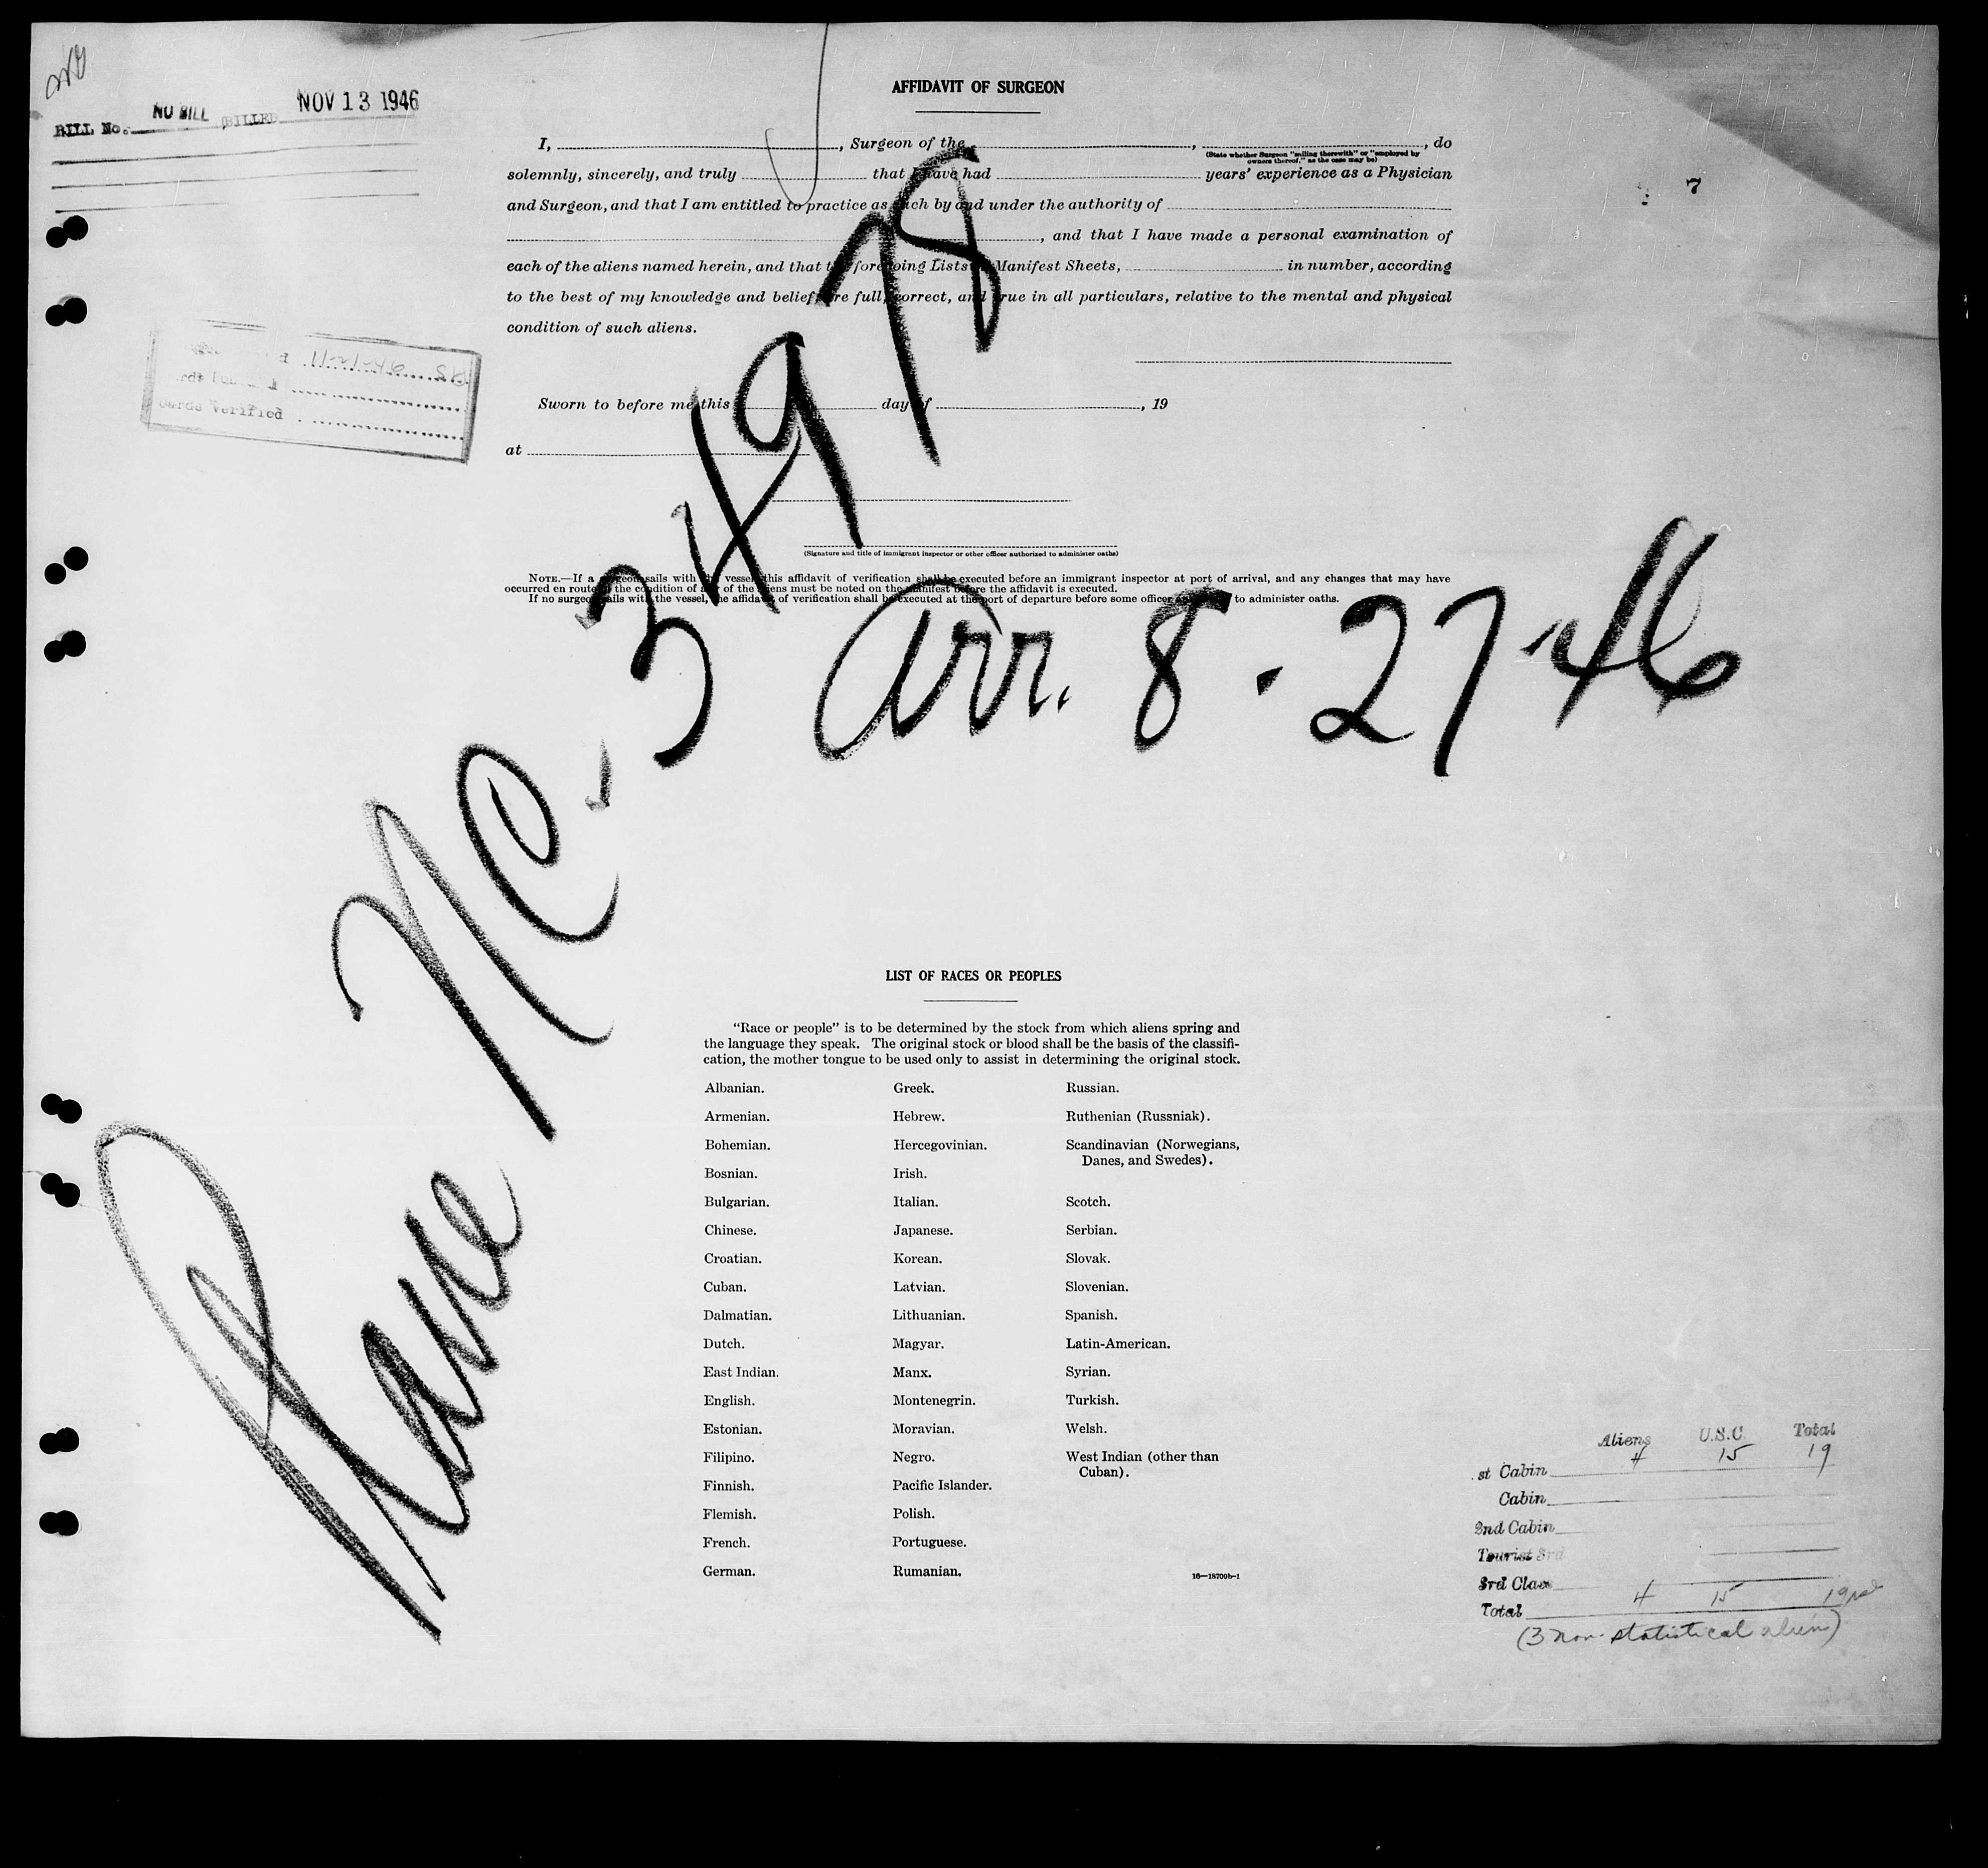 BILL No. NO BILL (BILLED NOV 13 1946
AFFIDAVIT OF SURGEON
I, , Surgeon of the , , do
(State whether Surgeon "sailing therewith" or "employed by
owners thereof," as the case may be)
solemnly, sincerely, and truly that I have had years' experience as a Physician
and Surgeon, and that I am entitled to practice as such by and under the authority of
, and that I have made a personal examination of
each of the aliens named herein, and that the foregoing Lists or Manifest Sheets, in number, according
to the best of my knowledge and belief, are full, correct, and true in all particulars, relative to the mental and physical
condition of such aliens.
7
11-21-46
Cards Verified
Sworn to before me this day of , 19
at
(Signature and title of immigrant inspector or other officer authorized to administer oaths)
NOTE.—If a surgeon sails with the vessel, this affidavit of verification shall be executed before an immigrant inspector at port of arrival, and any changes that may have
occurred en route in the condition of any of the aliens must be noted on the manifest before the affidavit is executed.
If no surgeon sails with the vessel, the affidavit of verification shall be executed at the port of departure before some officer to administer oaths.
Plane NC-34978
arr. 8-27-46
LIST OF RACES OR PEOPLES
"Race or people" is to be determined by the stock from which aliens spring and
the language they speak. The original stock or blood shall be the basis of the classifi-
cation, the mother tongue to be used only to assist in determining the original stock.
Albanian.
Armenian.
Bohemian.
Bosnian.
Bulgarian.
Chinese.
Croatian.
Cuban.
Dalmatian.
Dutch.
East Indian.
English.
Estonian.
Filipino.
Finnish.
Flemish.
French.
German.
Greek.
Hebrew.
Hercegovinian.
Irish.
Italian.
Japanese.
Korean.
Latvian.
Lithuanian.
Magyar.
Manx.
Montenegrin.
Moravian.
Negro.
Pacific Islander.
Polish.
Portuguese.
Rumanian.
Russian.
Ruthenian (Russniak).
Scandinavian (Norwegians,
Danes, and Swedes).
Scotch.
Serbian.
Slovak.
Slovenian.
Spanish.
Latin-American.
Syrian.
Turkish.
Welsh.
West Indian (other than
Cuban).
16—18700b-1
Aliens U.S.C. Total
st Cabin 4 15 19
Cabin
2nd Cabin
Tourist 3rd
3rd Class
Total 4 15 19
(3 non-statistical alien)